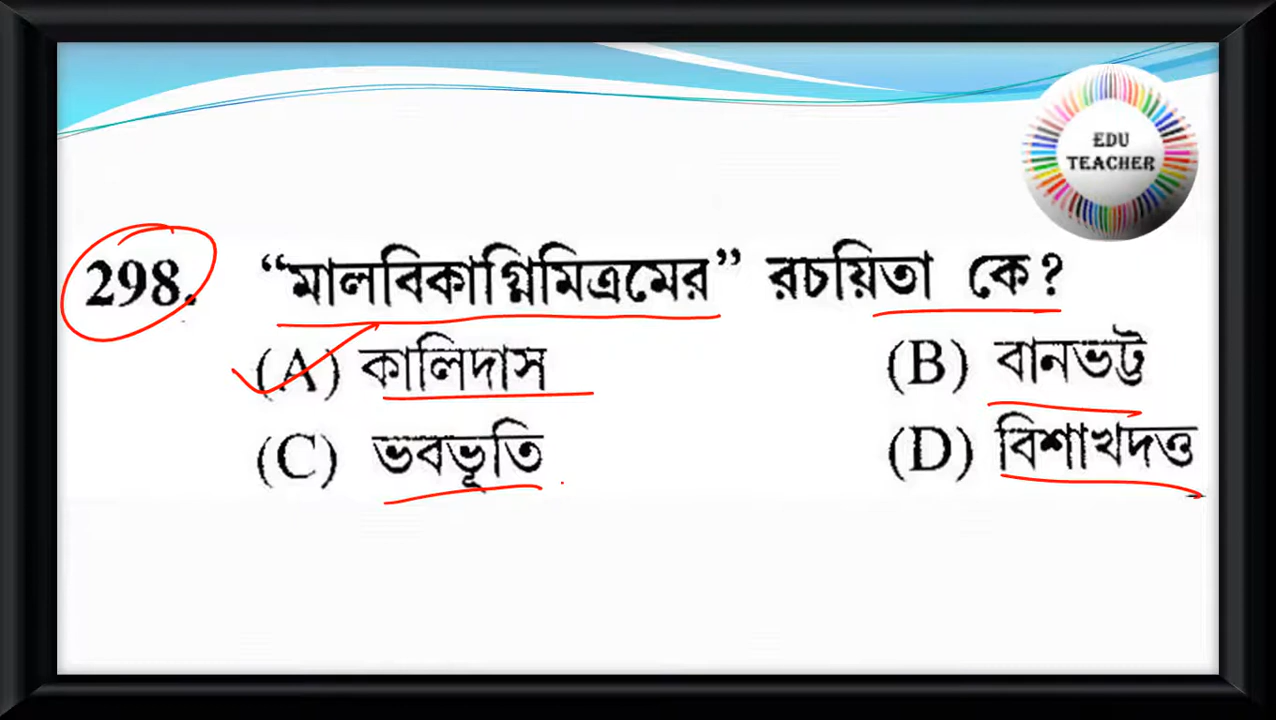 EDU
TEACHER
298. “মালবিকাগ্নিমিত্রমের” রচয়িতা কে?
(A) কালিদাস (B) বানভট্ট
(C) ভবভূতি (D) বিশাখদত্ত